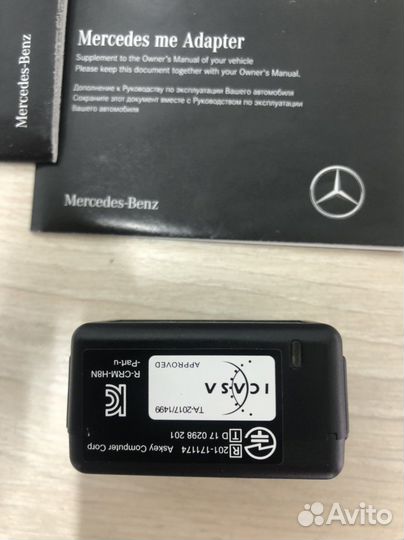 Mercedes-Benz
Mercedes me Adapter
Supplement to the Owner's Manual of your vehicle
Please keep this document together with your Owner's Manual.
Дополнение к Руководству по эксплуатации Вашего автомобиля
Сохраните этот документ вместе с Руководством по эксплуатации
Вашего автомобиля
Mercedes-Benz
Askey Computer Corp
R 201-171174
T D 17 0298 201
TA-2017/1499
ICASA
APPROVED
R-CRM-H8N
-Part-u
Avito